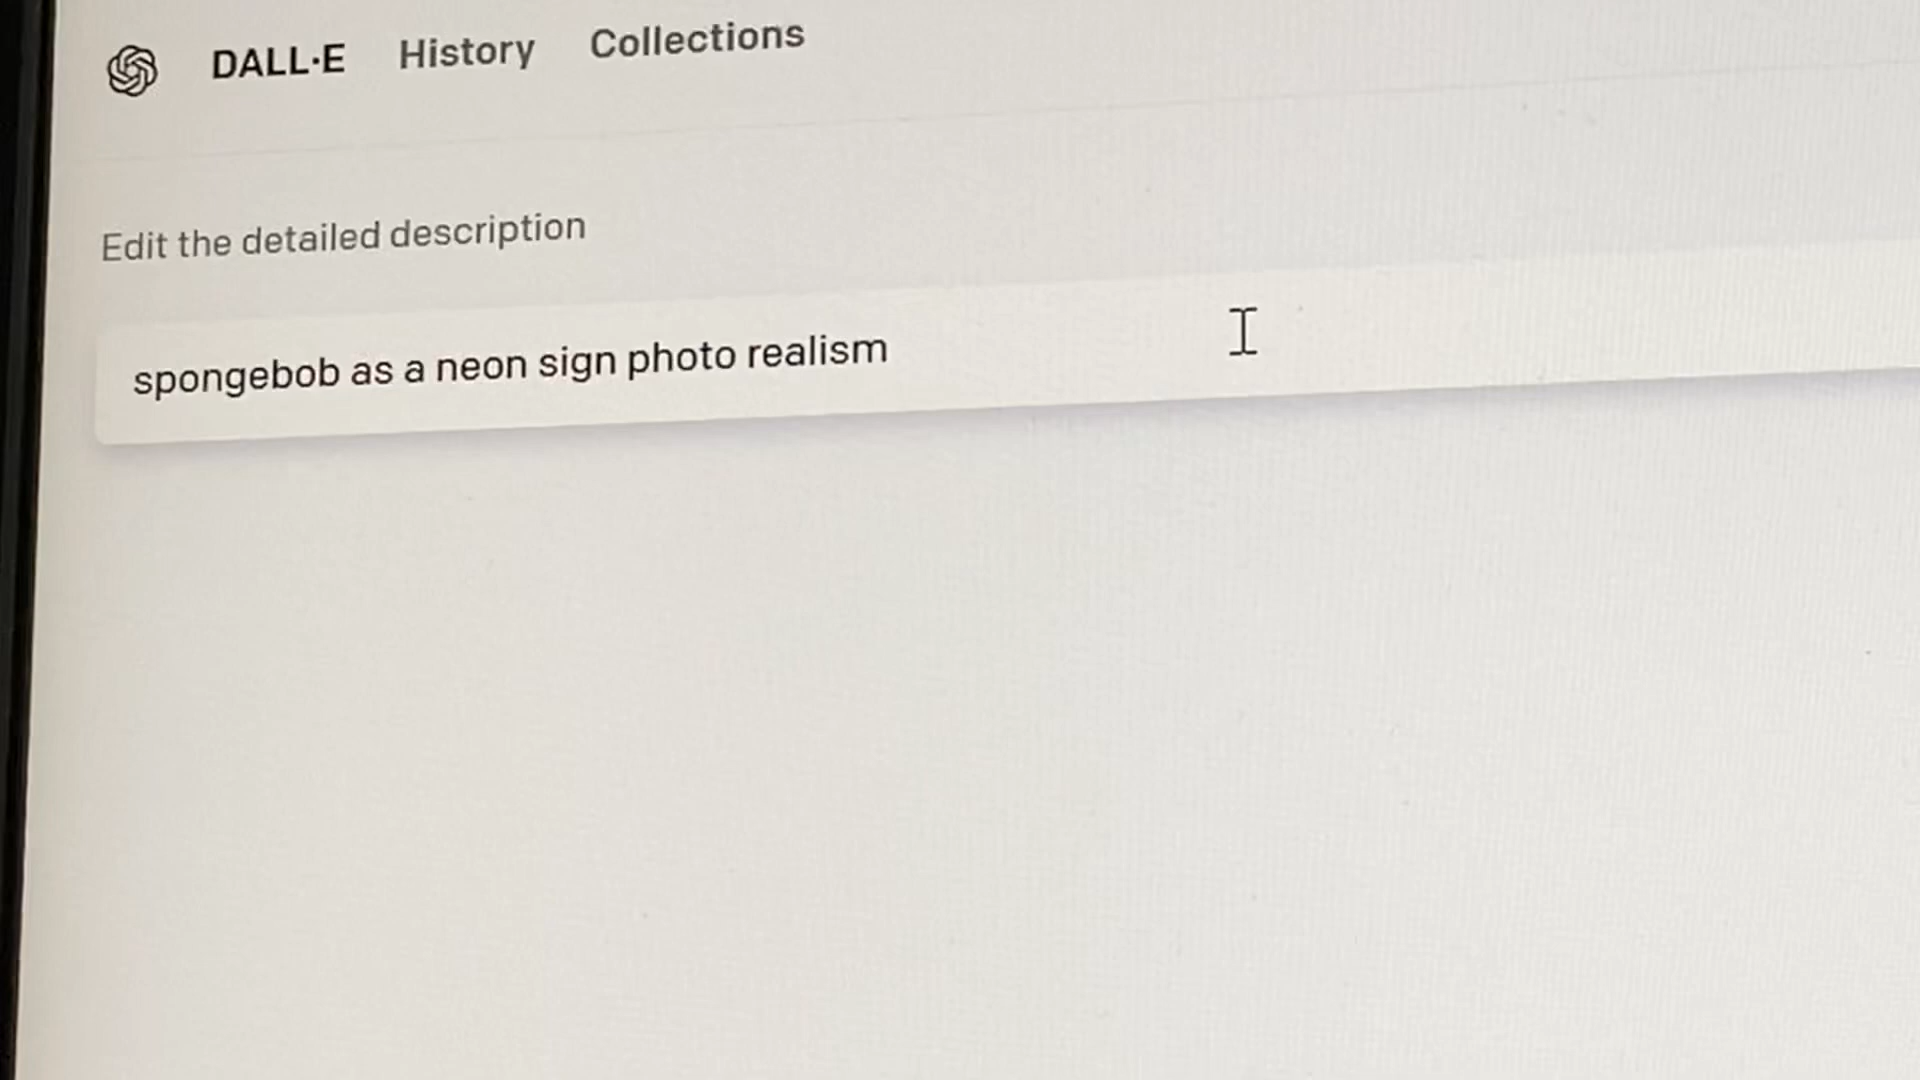 DALL·E History Collections
Edit the detailed description
spongebob as a neon sign photo realism